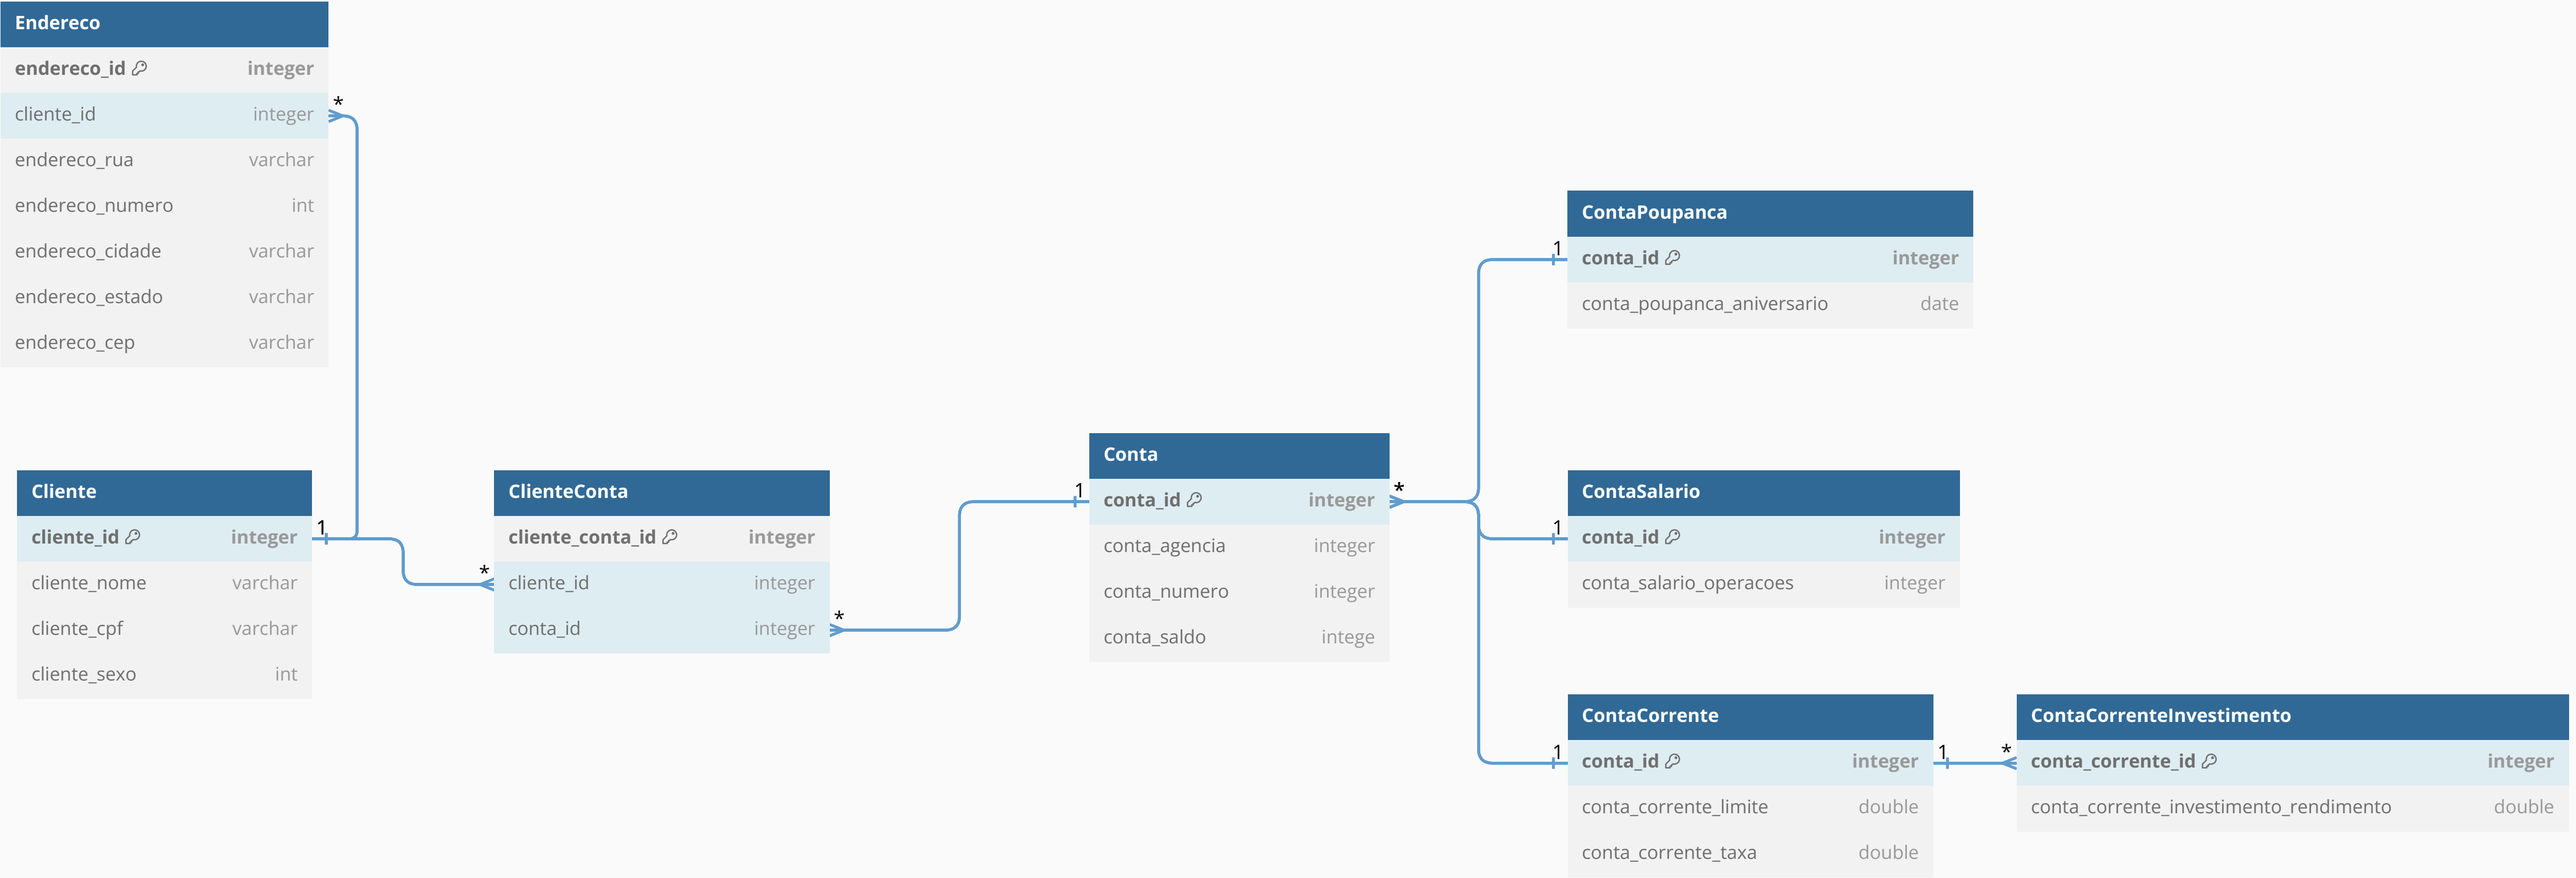 Endereco
endereco_id integer
cliente_id integer
endereco_rua varchar
endereco_numero int
endereco_cidade varchar
endereco_estado varchar
endereco_cep varchar
*
Cliente
cliente_id integer
cliente_nome varchar
cliente_cpf varchar
cliente_sexo int
1
ClienteConta
cliente_conta_id integer
cliente_id integer
conta_id integer
*
*
Conta
conta_id integer
conta_agencia integer
conta_numero integer
conta_saldo intege
1
*
ContaPoupanca
conta_id integer
conta_poupanca_aniversario date
1
ContaSalario
conta_id integer
conta_salario_operacoes integer
1
ContaCorrente
conta_id integer
conta_corrente_limite double
conta_corrente_taxa double
1
1
*
ContaCorrenteInvestimento
conta_corrente_id integer
conta_corrente_investimento_rendimento double